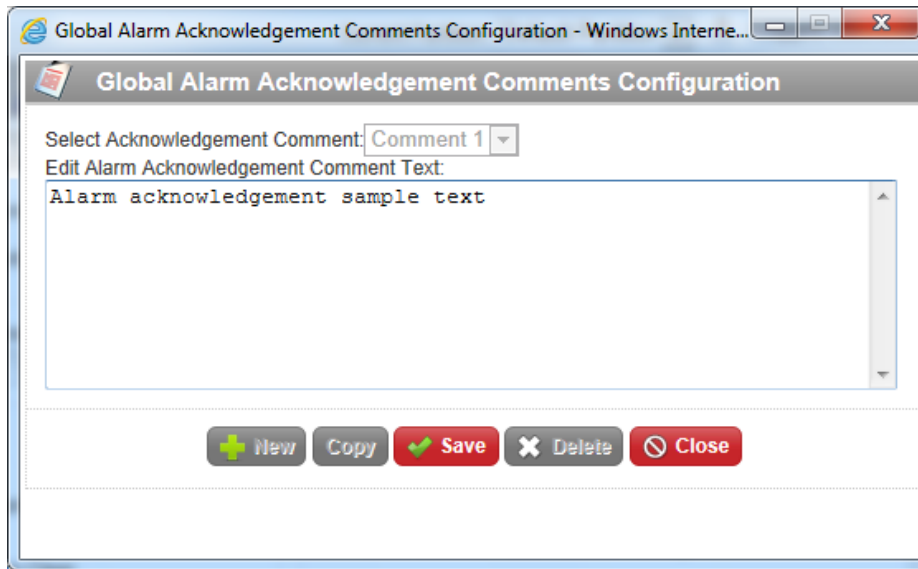 Global Alarm Acknowledgement Comments Configuration - Windows Interne...
Global Alarm Acknowledgement Comments Configuration
Select Acknowledgement Comment: Comment 1
Edit Alarm Acknowledgement Comment Text:
Alarm acknowledgement sample text
New Copy Save Delete Close